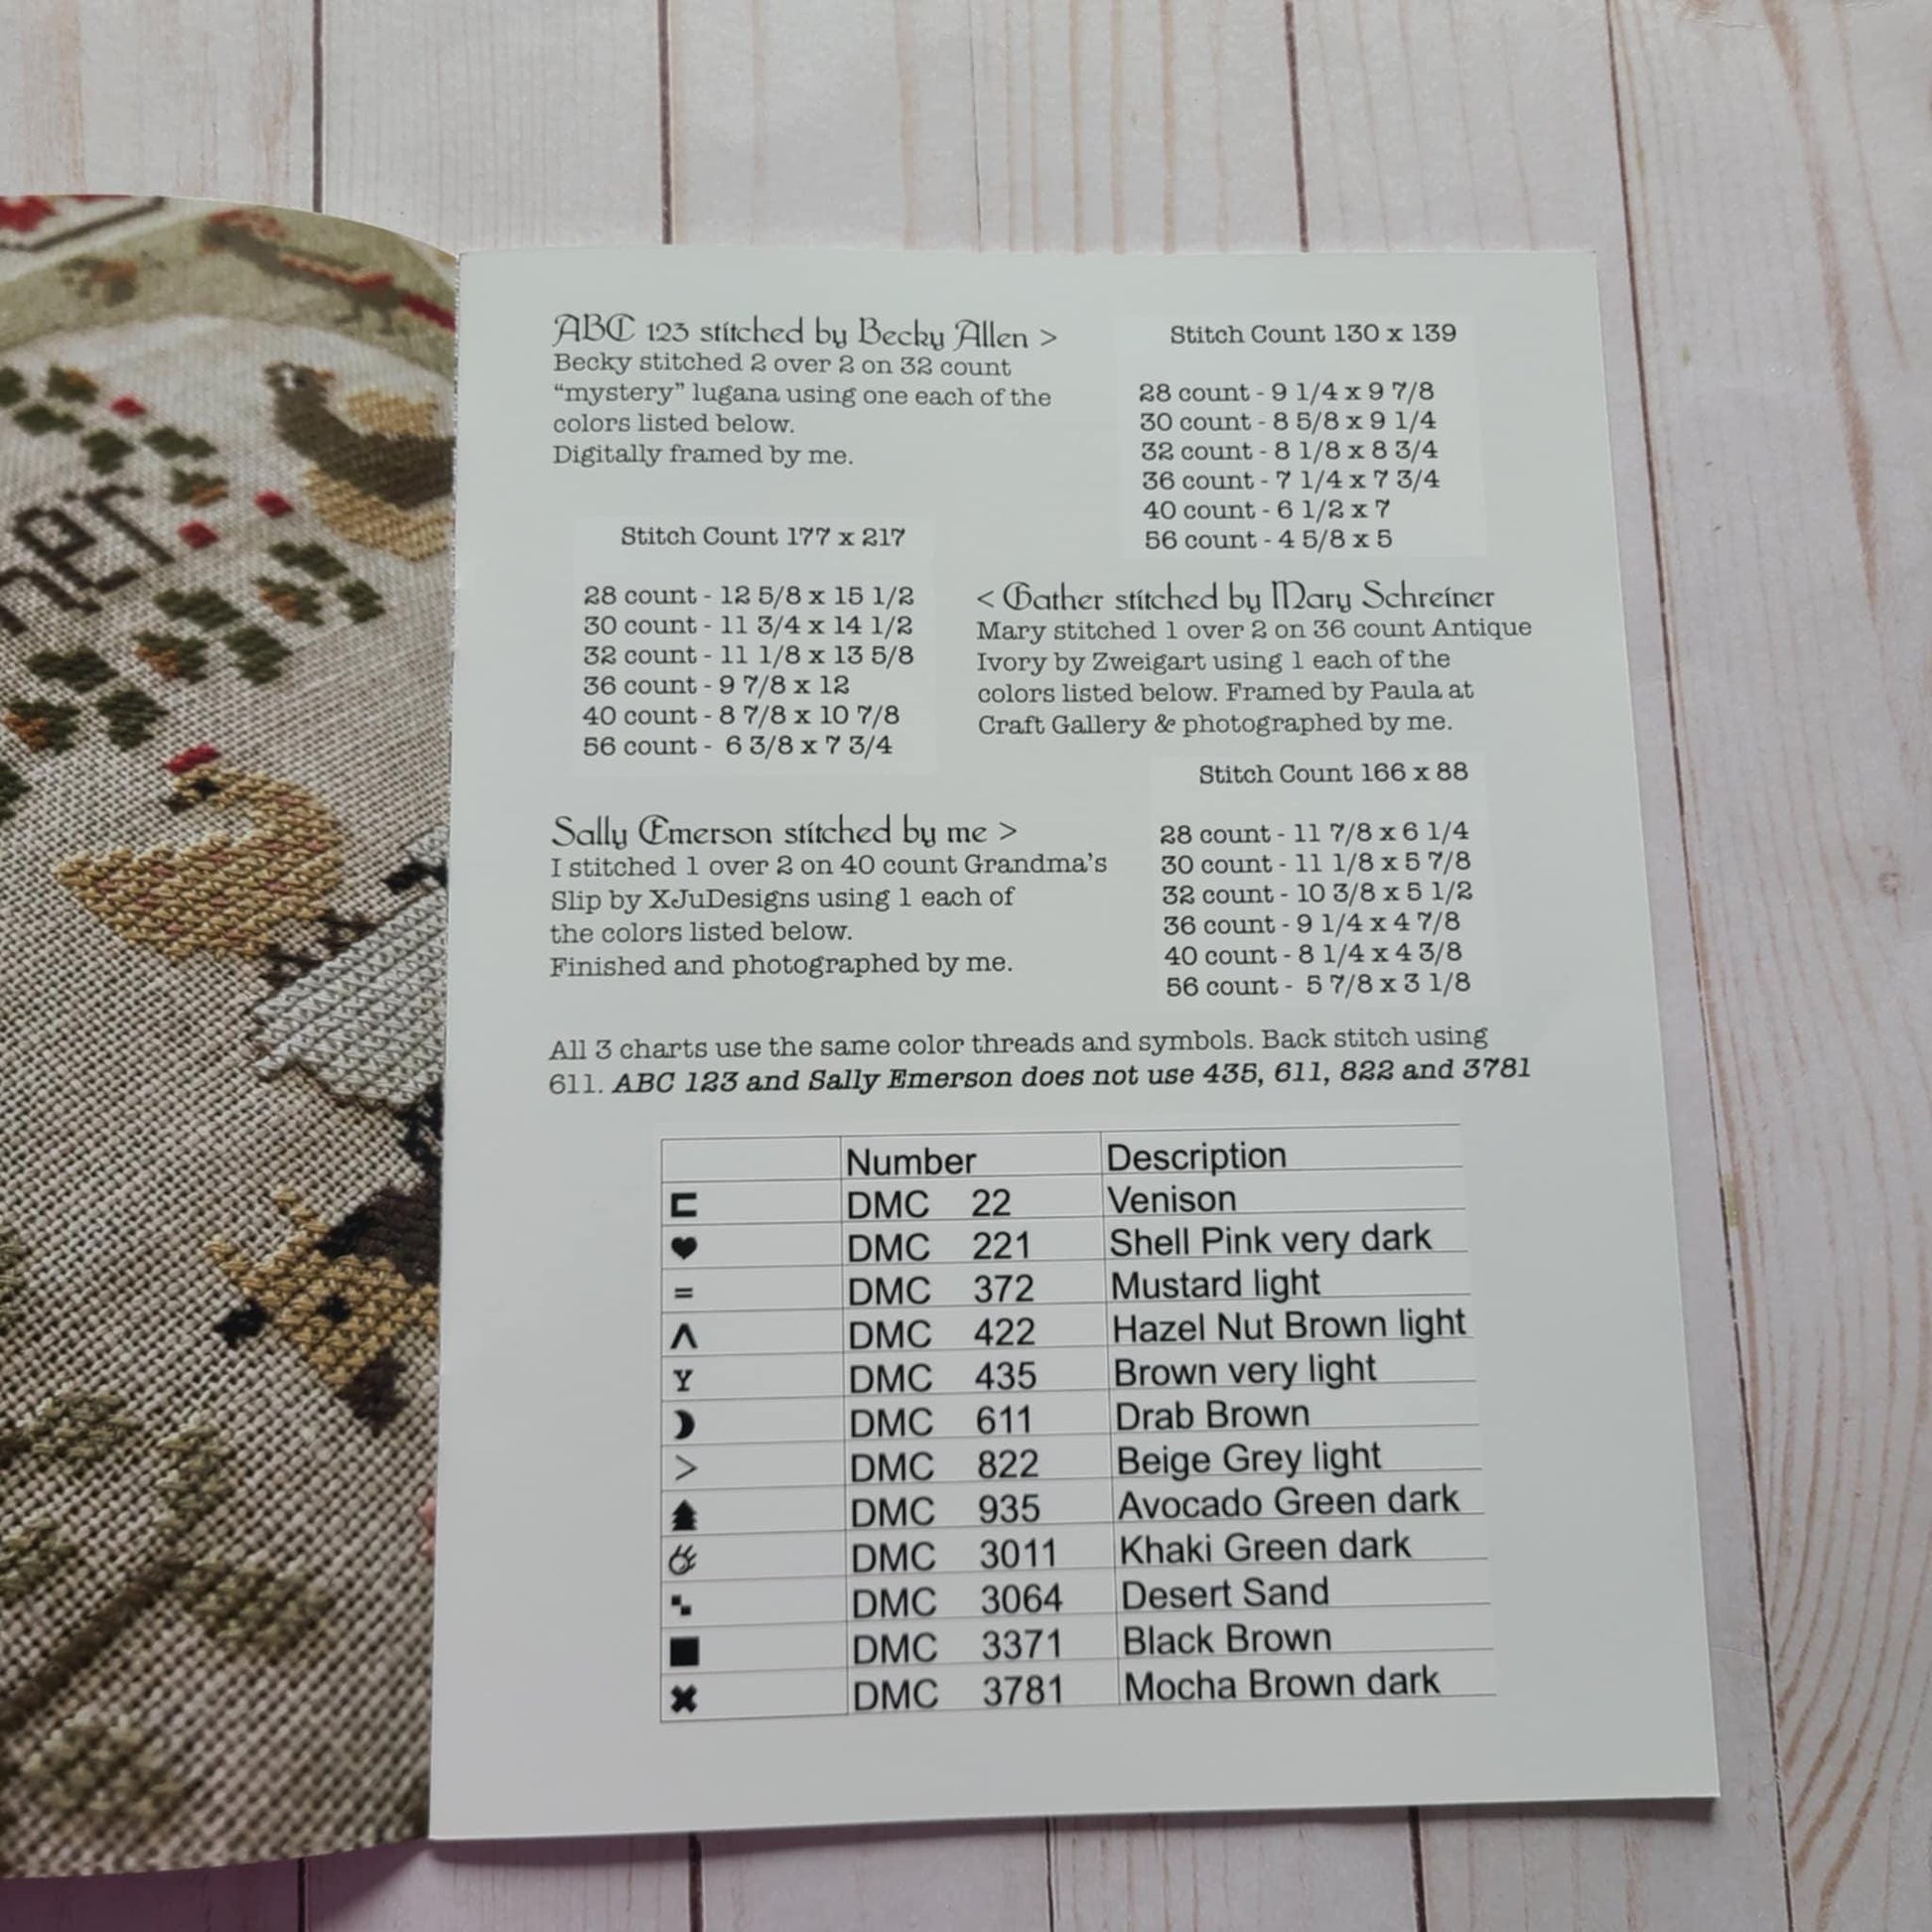 her
ABC 123 stitched by Becky Allen >
Becky stitched 2 over 2 on 32 count
“mystery” lugana using one each of the
colors listed below.
Digitally framed by me.
Stitch Count 130 x 139
28 count - 9 1/4 x 9 7/8
30 count - 8 5/8 x 9 1/4
32 count - 8 1/8 x 8 3/4
36 count - 7 1/4 x 7 3/4
40 count - 6 1/2 x 7
56 count - 4 5/8 x 5
Stitch Count 177 x 217
28 count - 12 5/8 x 15 1/2
30 count - 11 3/4 x 14 1/2
32 count - 11 1/8 x 13 5/8
36 count - 9 7/8 x 12
40 count - 8 7/8 x 10 7/8
56 count - 6 3/8 x 7 3/4
< Gather stitched by Mary Schreiner
Mary stitched 1 over 2 on 36 count Antique
Ivory by Zweigart using 1 each of the
colors listed below. Framed by Paula at
Craft Gallery & photographed by me.
Sally Emerson stitched by me >
I stitched 1 over 2 on 40 count Grandma’s
Slip by XJuDesigns using 1 each of
the colors listed below.
Finished and photographed by me.
Stitch Count 166 x 88
28 count - 11 7/8 x 6 1/4
30 count - 11 1/8 x 5 7/8
32 count - 10 3/8 x 5 1/2
36 count - 9 1/4 x 4 7/8
40 count - 8 1/4 x 4 3/8
56 count - 5 7/8 x 3 1/8
All 3 charts use the same color threads and symbols. Back stitch using
611. ABC 123 and Sally Emerson does not use 435, 611, 822 and 3781
Number Description
DMC 22 Venison
DMC 221 Shell Pink very dark
= DMC 372 Mustard light
DMC 422 Hazel Nut Brown light
Y DMC 435 Brown very light
DMC 611 Drab Brown
> DMC 822 Beige Grey light
DMC 935 Avocado Green dark
DMC 3011 Khaki Green dark
DMC 3064 Desert Sand
DMC 3371 Black Brown
DMC 3781 Mocha Brown dark